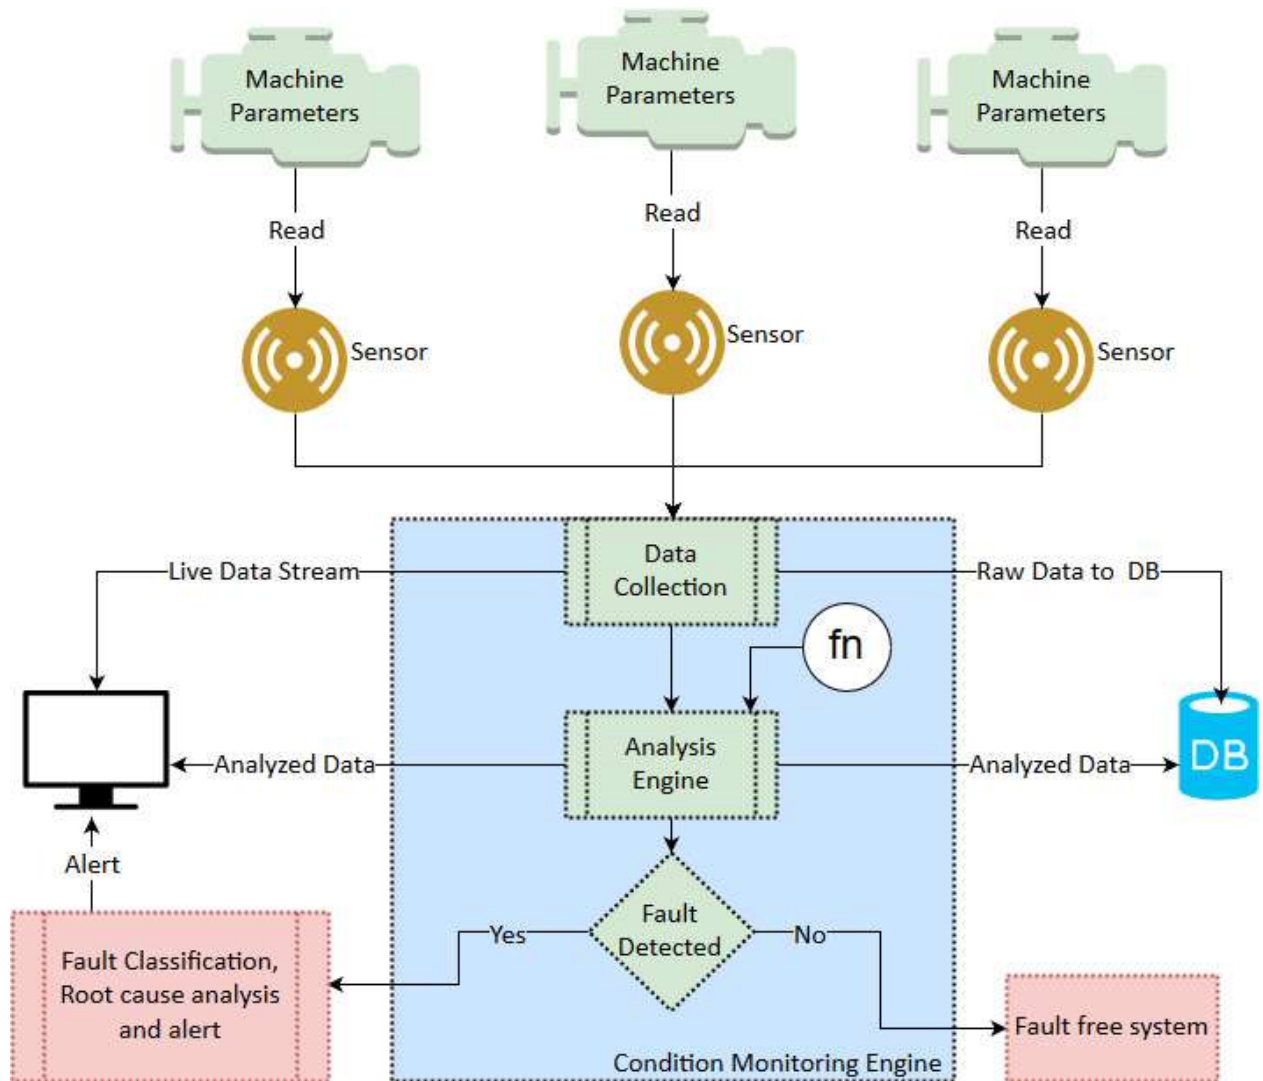 Machine
Parameters
Machine
Parameters
Machine
Parameters
Read
Read
Read
Sensor
Sensor
Sensor
Data
Collection
Live Data Stream
Raw Data to DB
fn
Analysis
Engine
Analyzed Data
Analyzed Data
DB
Alert
Fault
Detected
Yes
No
Fault Classification,
Root cause analysis
and alert
Fault free system
Condition Monitoring Engine